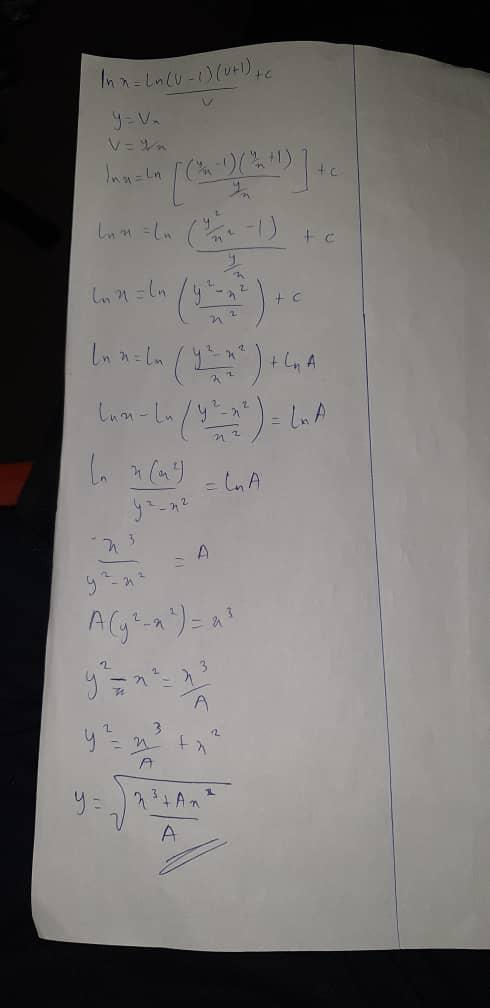 ln x = ln (v-1)(v+1)/v + c
y = vx
v = y/x
ln x = ln [((y/x - 1)(y/x + 1))/(y/x)] + c
ln x = ln (y²/x² - 1)/(y/x) + c
ln x = ln ((y² - x²)/x²) + c
ln x = ln ((y² - x²)/x²) + ln A
ln x - ln ((y² - x²)/x²) = ln A
ln x(x²)/(y² - x²) = ln A
x³/(y² - x²) = A
A(y² - x²) = x³
y² - x² = x³/A
y² = x³/A + x²
y = √((x³ + Ax²)/A)